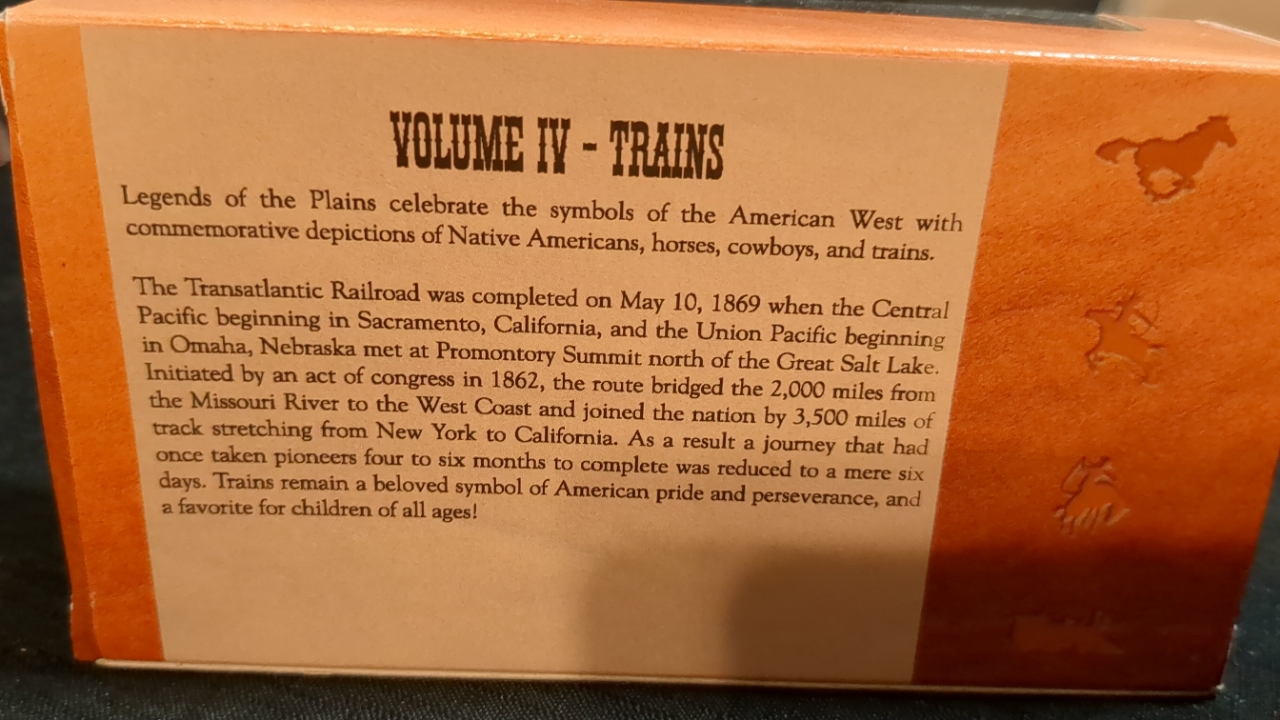 VOLUME IV - TRAINS
Legends of the Plains celebrate the symbols of the American West with
commemorative depictions of Native Americans, horses, cowboys, and trains.
The Transatlantic Railroad was completed on May 10, 1869 when the Central
Pacific beginning in Sacramento, California, and the Union Pacific beginning
in Omaha, Nebraska met at Promontory Summit north of the Great Salt Lake.
Initiated by an act of congress in 1862, the route bridged the 2,000 miles from
the Missouri River to the West Coast and joined the nation by 3,500 miles of
track stretching from New York to California. As a result a journey that had
once taken pioneers four to six months to complete was reduced to a mere six
days. Trains remain a beloved symbol of American pride and perseverance, and
a favorite for children of all ages!